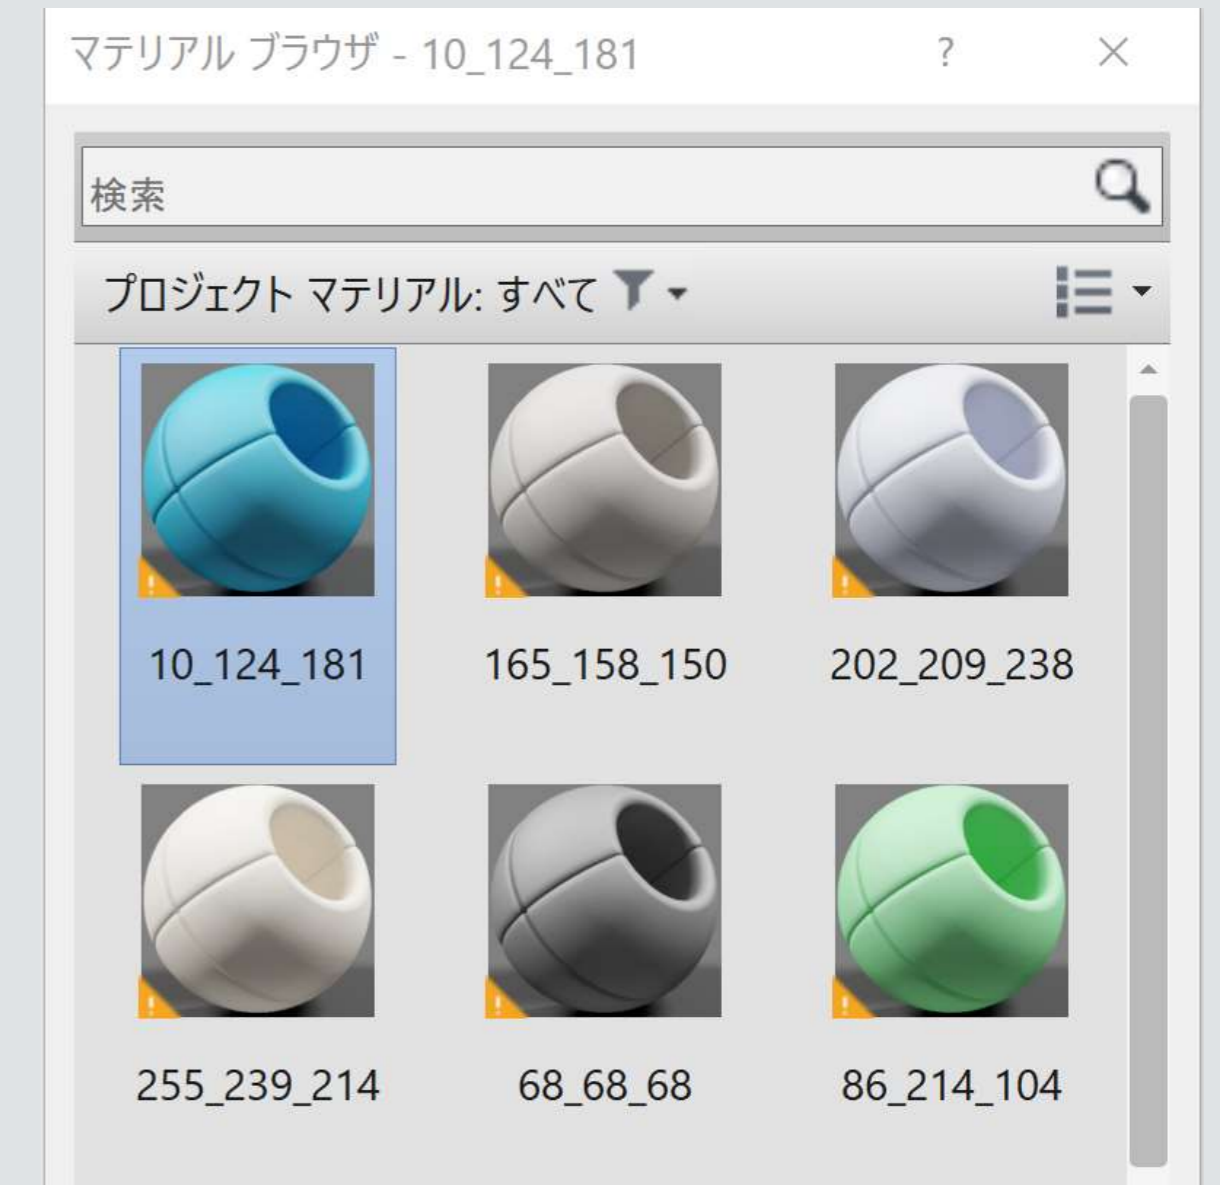 マテリアル ブラウザ - 10_124_181 ?
検索
プロジェクト マテリアル: すべて
10_124_181 165_158_150 202_209_238
255_239_214 68_68_68 86_214_104